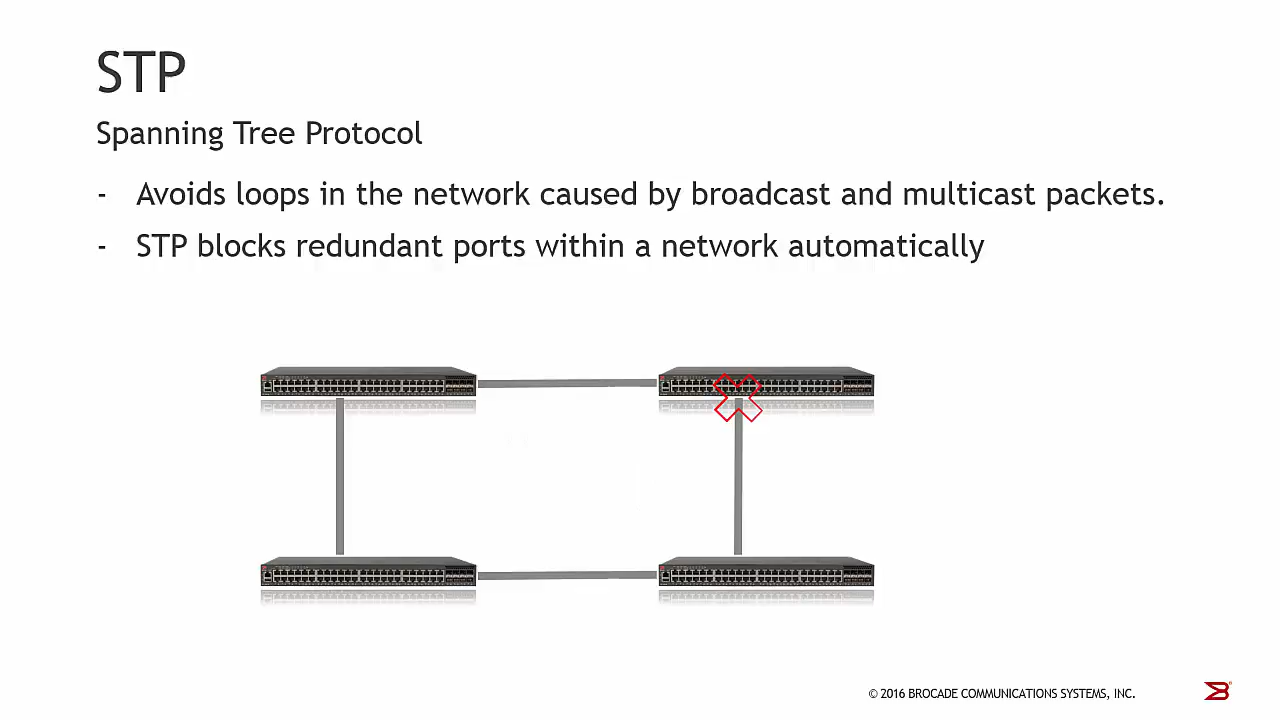 STP
Spanning Tree Protocol
- Avoids loops in the network caused by broadcast and multicast packets.
- STP blocks redundant ports within a network automatically
© 2016 BROCADE COMMUNICATIONS SYSTEMS, INC.